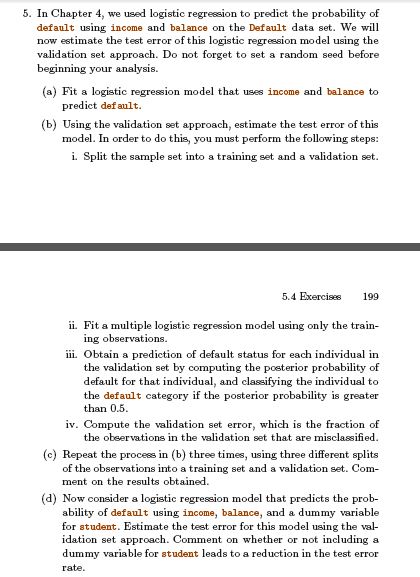 5. In Chapter 4, we used logistic regression to predict the probability of
default using income and balance on the Default data set. We will
now estimate the test error of this logistic regression model using the
validation set approach. Do not forget to set a random seed before
beginning your analysis.
(a) Fit a logistic regression model that uses income and balance to
predict default.
(b) Using the validation set approach, estimate the test error of this
model. In order to do this, you must perform the following steps:
i. Split the sample set into a training set and a validation set.
5.4 Exercises 199
ii. Fit a multiple logistic regression model using only the train-
ing observations.
iii. Obtain a prediction of default status for each individual in
the validation set by computing the posterior probability of
default for that individual, and classifying the individual to
the default category if the posterior probability is greater
than 0.5.
iv. Compute the validation set error, which is the fraction of
the observations in the validation set that are misclassified.
(c) Repeat the process in (b) three times, using three different splits
of the observations into a training set and a validation set. Com-
ment on the results obtained.
(d) Now consider a logistic regression model that predicts the prob-
ability of default using income, balance, and a dummy variable
for student. Estimate the test error for this model using the val-
idation set approach. Comment on whether or not including a
dummy variable for student leads to a reduction in the test error
rate.